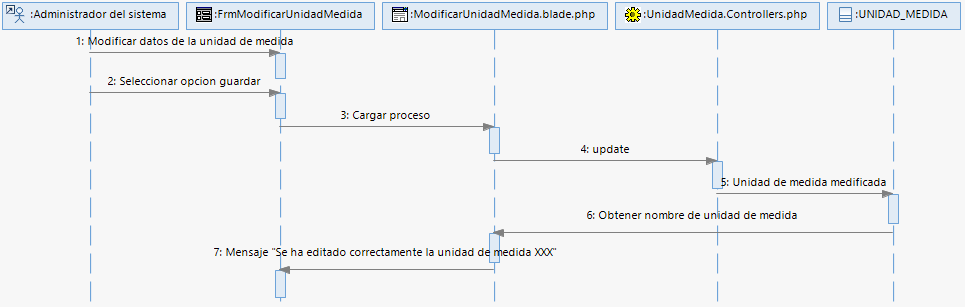 :Administrador del sistema
:FrmModificarUnidadMedida
:ModificarUnidadMedida.blade.php
:UnidadMedida.Controllers.php
:UNIDAD_MEDIDA
1: Modificar datos de la unidad de medida
2: Seleccionar opcion guardar
3: Cargar proceso
4: update
5: Unidad de medida medificada
6: Obtener nombre de unidad de medida
7: Mensaje "Se ha editado correctamente la unidad de medida XXX"